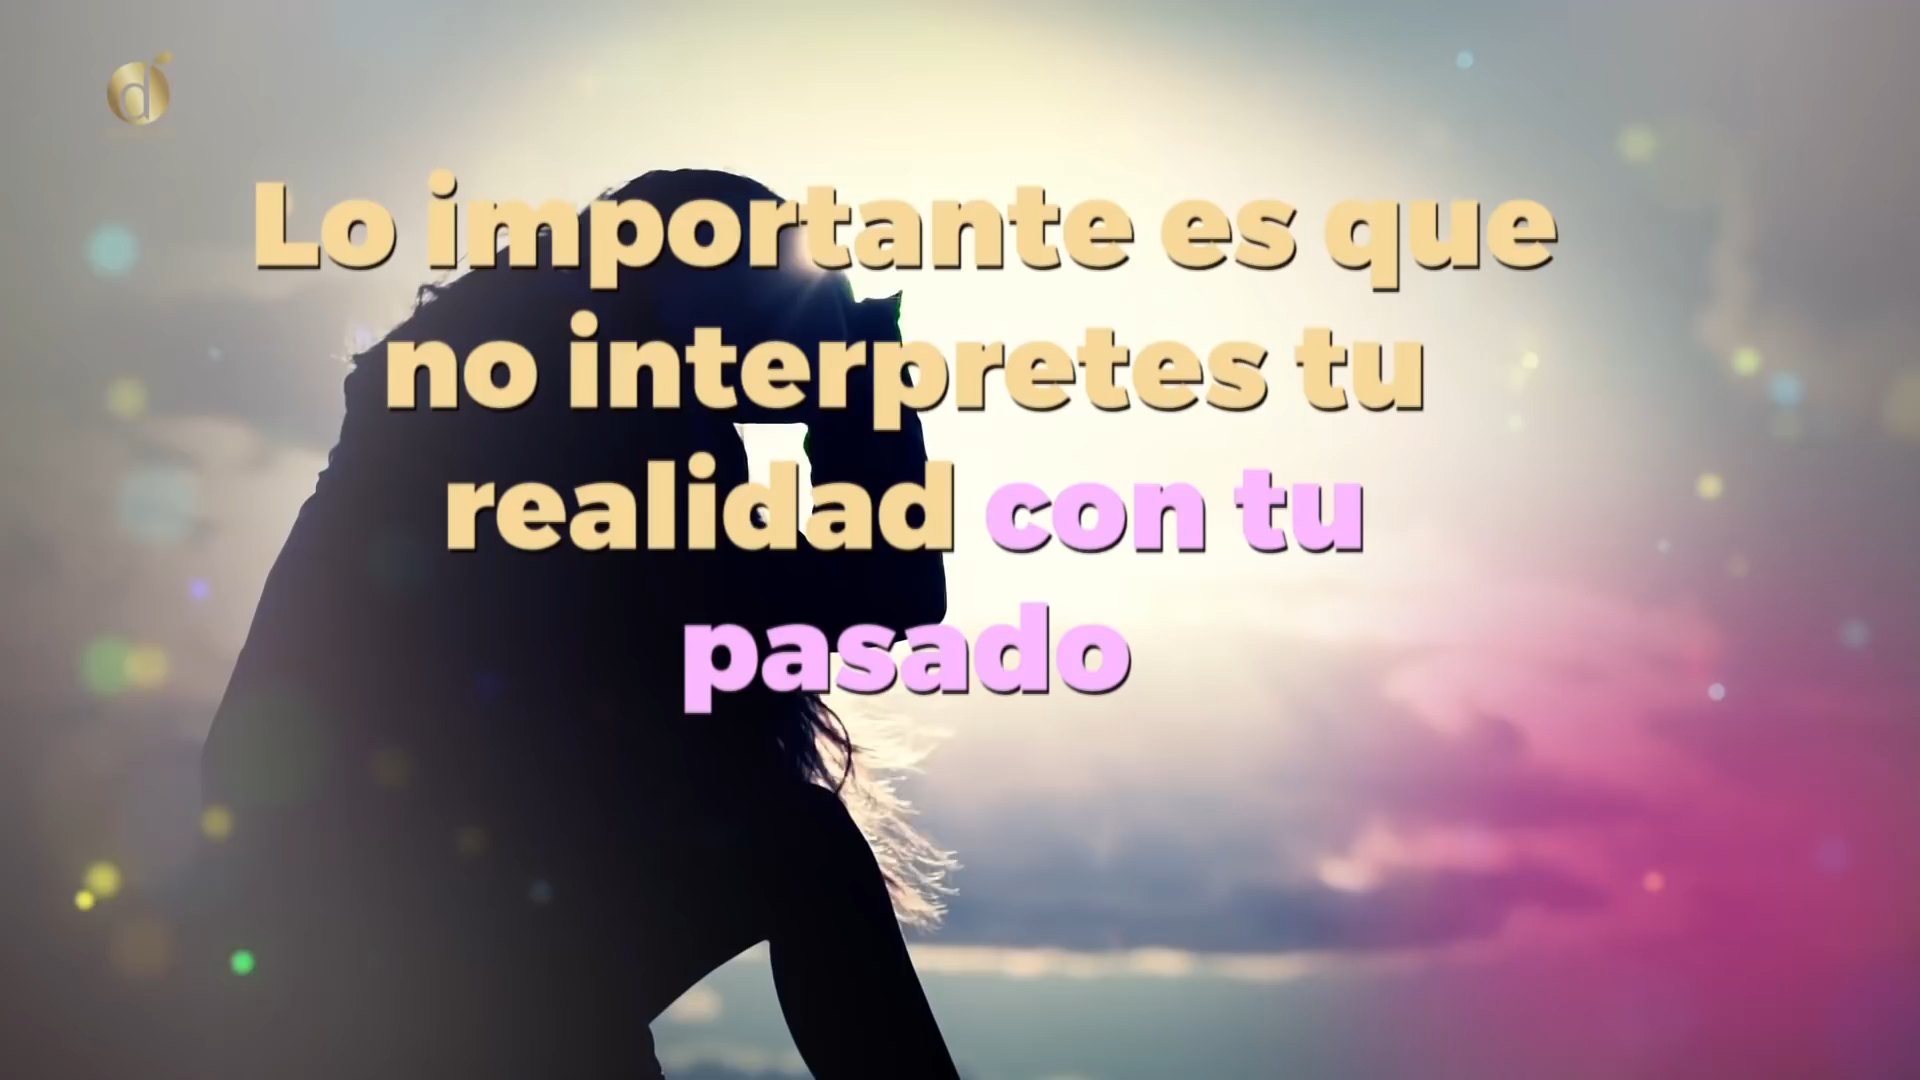 d
Lo importante es que
no interpretes tu
realidad con tu
pasado